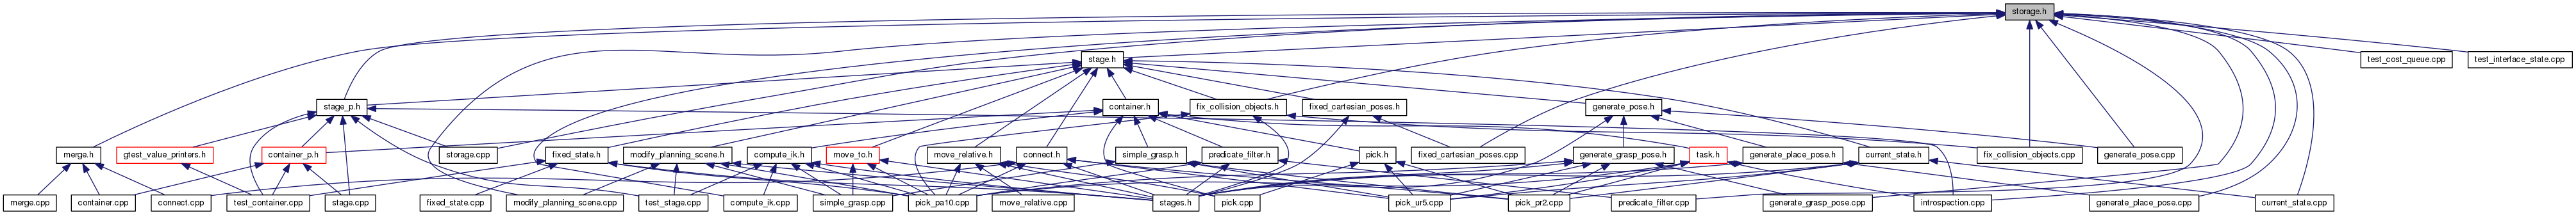 storage.h
stage.h
test_cost_queue.cpp
test_interface_state.cpp
stage_p.h
container.h
fix_collision_objects.h
fixed_cartesian_poses.h
generate_pose.h
merge.h
gtest_value_printers.h
container_p.h
storage.cpp
fixed_state.h
modify_planning_scene.h
compute_ik.h
move_to.h
move_relative.h
connect.h
simple_grasp.h
predicate_filter.h
pick.h
fixed_cartesian_poses.cpp
generate_grasp_pose.h
task.h
generate_place_pose.h
current_state.h
fix_collision_objects.cpp
generate_pose.cpp
merge.cpp
container.cpp
connect.cpp
test_container.cpp
stage.cpp
fixed_state.cpp
modify_planning_scene.cpp
test_stage.cpp
compute_ik.cpp
simple_grasp.cpp
pick_pa10.cpp
move_relative.cpp
stages.h
pick.cpp
pick_ur5.cpp
pick_pr2.cpp
predicate_filter.cpp
generate_grasp_pose.cpp
introspection.cpp
generate_place_pose.cpp
current_state.cpp